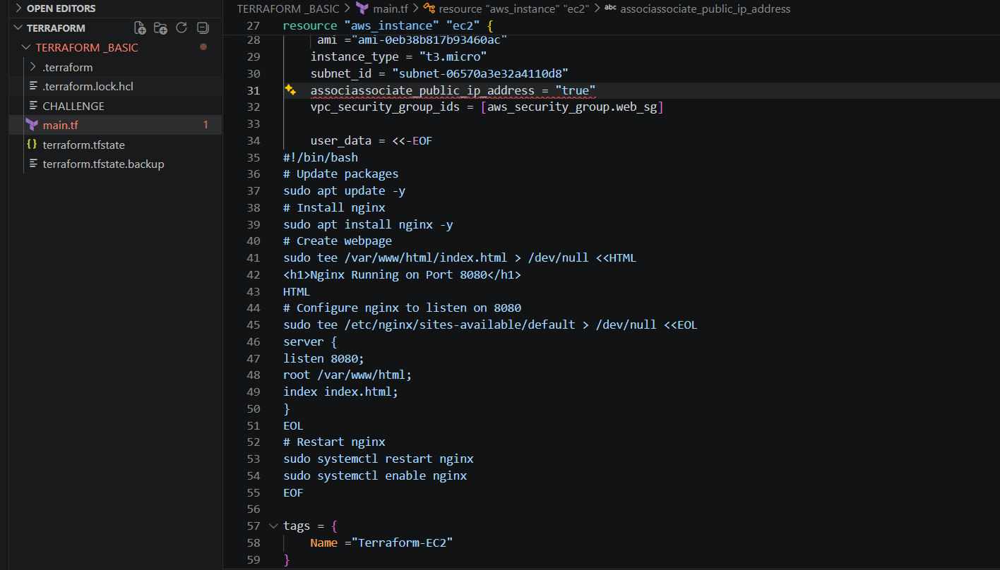 OPEN EDITORS
TERRAFORM
TERRAFORM _BASIC
.terraform
.terraform.lock.hcl
CHALLENGE
main.tf 1
terraform.tfstate
terraform.tfstate.backup
TERRAFORM _BASIC > main.tf > resource "aws_instance" "ec2" > abc associassociate_public_ip_address
27 resource "aws_instance" "ec2" {
28 ami ="ami-0eb38b817b93460ac"
29 instance_type = "t3.micro"
30 subnet_id = "subnet-06570a3e32a4110d8"
31 associassociate_public_ip_address = "true"
32 vpc_security_group_ids = [aws_security_group.web_sg]
33
34 user_data = <<-EOF
35 #!/bin/bash
36 # Update packages
37 sudo apt update -y
38 # Install nginx
39 sudo apt install nginx -y
40 # Create webpage
41 sudo tee /var/www/html/index.html > /dev/null <<HTML
42 <h1>Nginx Running on Port 8080</h1>
43 HTML
44 # Configure nginx to listen on 8080
45 sudo tee /etc/nginx/sites-available/default > /dev/null <<EOL
46 server {
47 listen 8080;
48 root /var/www/html;
49 index index.html;
50 }
51 EOL
52 # Restart nginx
53 sudo systemctl restart nginx
54 sudo systemctl enable nginx
55 EOF
56
57 tags = {
58 Name ="Terraform-EC2"
59 }